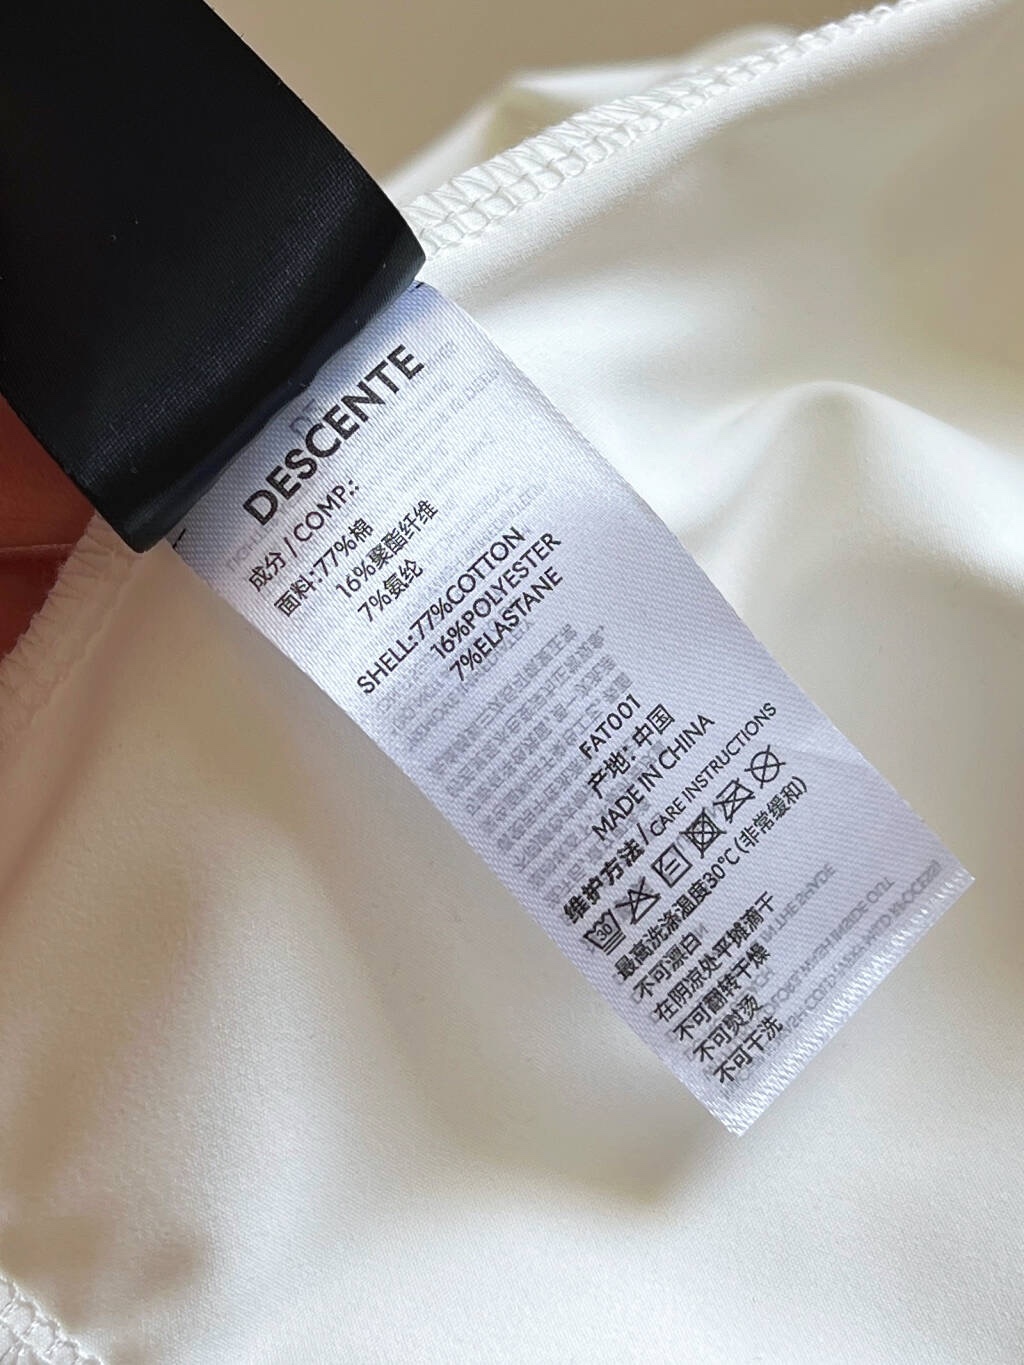 DESCENTE
成分 / COMP.:
面料:77%棉
16%聚酯纤维
7%氨纶
SHELL:77%COTTON
16%POLYESTER
7%ELASTANE
FAT001
产地: 中国
MADE IN CHINA
维护方法 / CARE INSTRUCTIONS
30
最高洗涤温度30°C (非常缓和)
不可漂白
在阴凉处平摊滴干
不可翻转干燥
不可熨烫
不可干洗